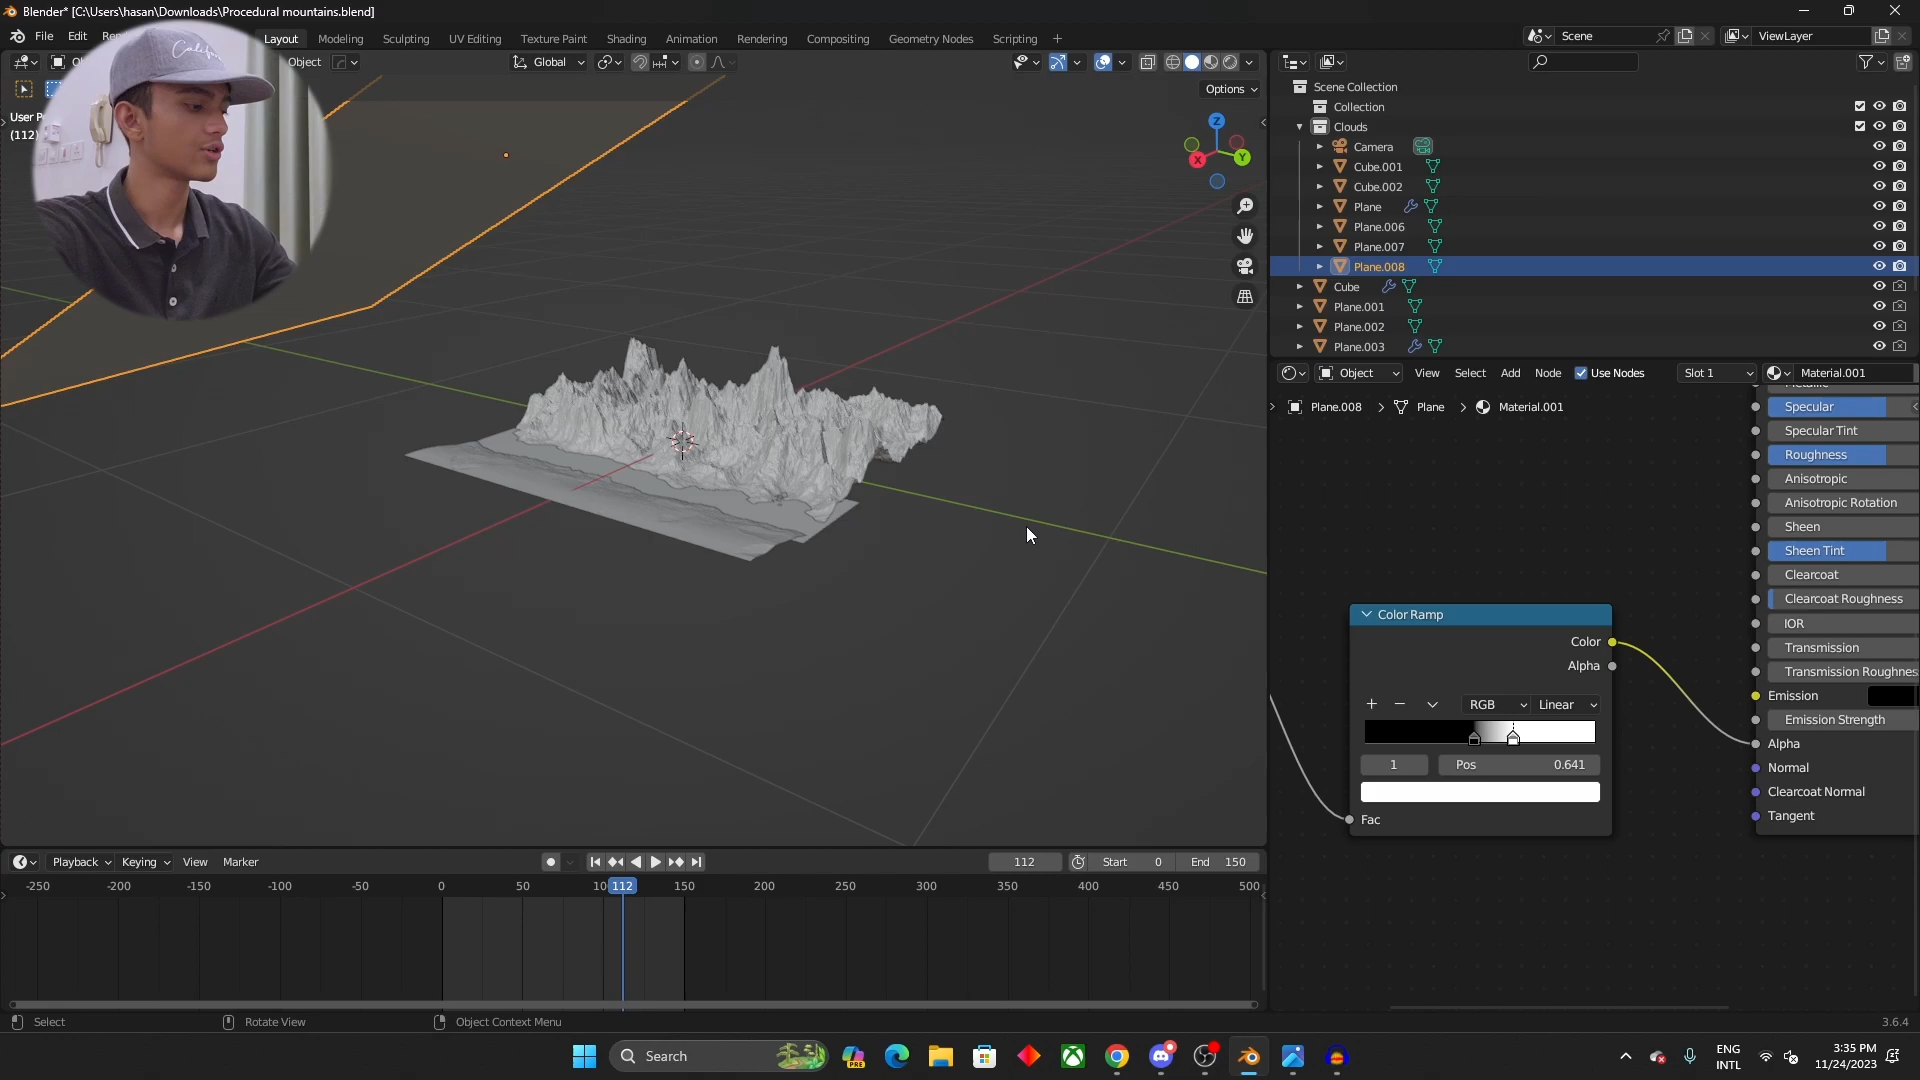 Blender* [C:\Users\hasan\Downloads\Procedural mountains.blend]
File Edit
Layout Modeling Sculpting UV Editing Texture Paint Shading Animation Rendering Compositing Geometry Nodes Scripting
Scene ViewLayer
Object Global
Options
(112)
Z
X Y
Scene Collection
Collection
Clouds
Camera
Cube.001
Cube.002
Plane
Plane.006
Plane.007
Plane.008
Cube
Plane.001
Plane.002
Plane.003
Object View Select Add Node Use Nodes Slot 1 Material.001
Plane.008 Plane Material.001
Metallic
Specular
Specular Tint
Roughness
Anisotropic
Anisotropic Rotation
Sheen
Sheen Tint
Clearcoat
Clearcoat Roughness
IOR
Transmission
Transmission Roughnes
Emission
Emission Strength
Alpha
Normal
Clearcoat Normal
Tangent
Color Ramp
Color
Alpha
RGB Linear
1 Pos 0.641
Fac
Playback Keying View Marker 112 Start 0 End 150
-250 -200 -150 -100 -50 0 50 10 112 150 200 250 300 350 400 450 500
Select Rotate View Object Context Menu 3.6.4
Search
PRE
ENG
INTL
3:35 PM
11/24/2023